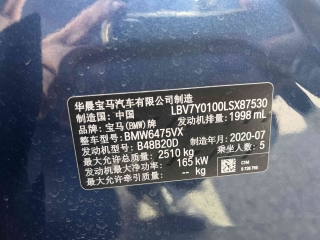 华晨宝马汽车有限公司制造
制造国: 中国 LBV7Y0100LSX87530
品牌: 宝马(BMW)牌 发动机排量: 1998 mL
整车型号: BMW6475VX
发动机型号: B48B20D 制造年月: 2020-07
最大允许总质量: 2510 kg 乘坐人数: 5
发动机最大净功率: 165 kW
最大允许牵引质量: -- kg